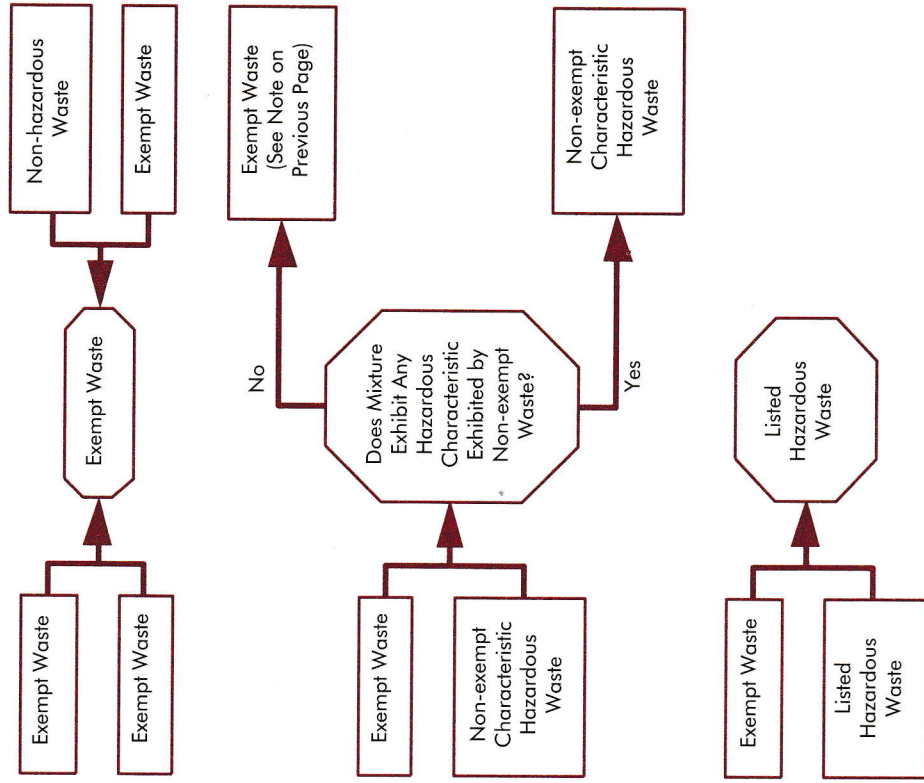 Exempt Waste
Exempt Waste
Exempt Waste
Non-hazardous
Waste
Exempt Waste
Exempt Waste
Non-exempt
Characteristic
Hazardous
Waste
Does Mixture
Exhibit Any
Hazardous
Characteristic
Exhibited by
Non-exempt
Waste?
No
Exempt Waste
(See Note on
Previous Page)
Yes
Non-exempt
Characteristic
Hazardous
Waste
Exempt Waste
Listed
Hazardous
Waste
Listed
Hazardous
Waste